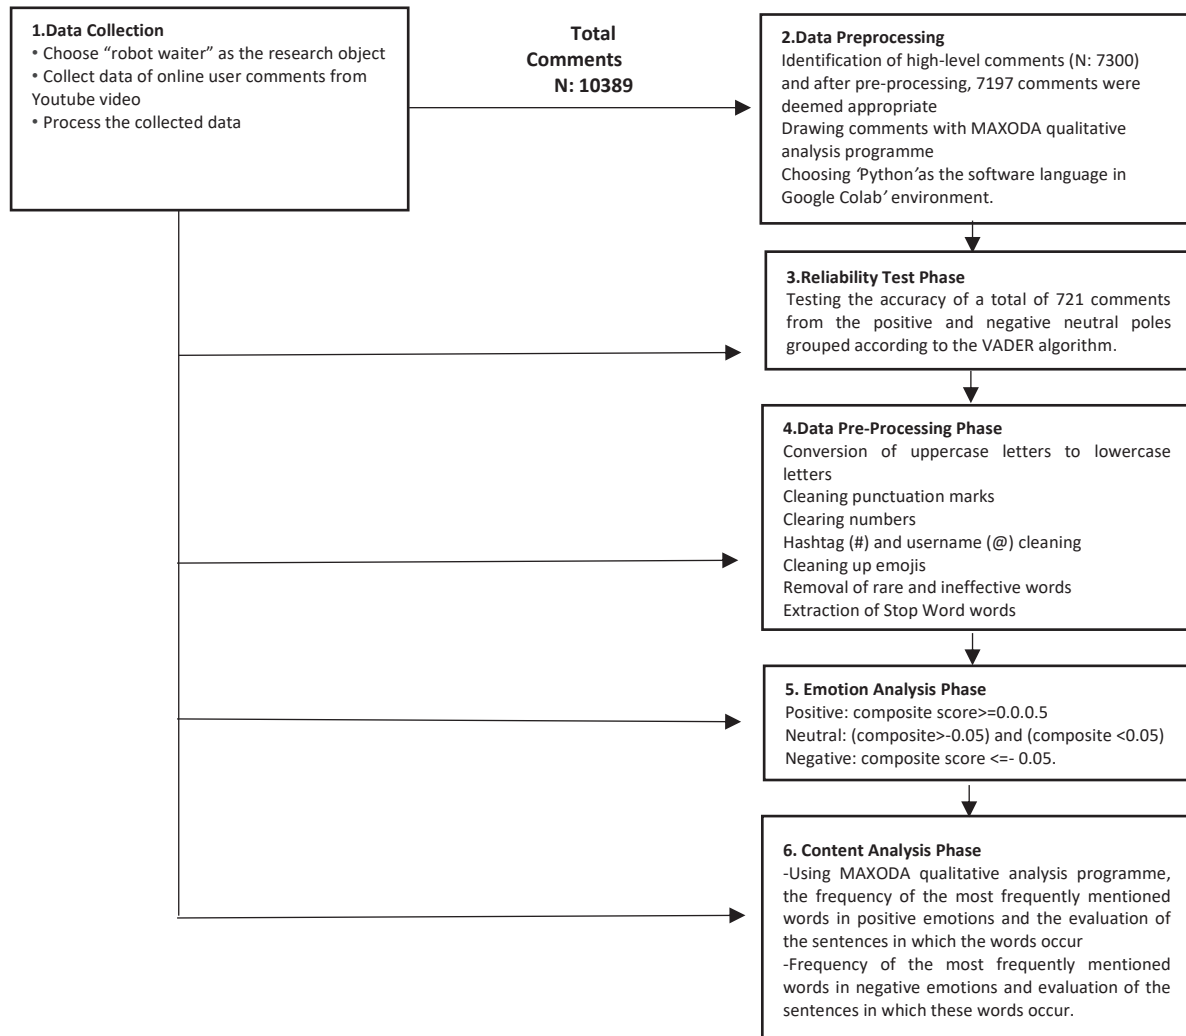 1.Data Collection
• Choose “robot waiter” as the research object
• Collect data of online user comments from
Youtube video
• Process the collected data
Total
Comments
N: 10389
2.Data Preprocessing
Identification of high-level comments (N: 7300)
and after pre-processing, 7197 comments were
deemed appropriate
Drawing comments with MAXODA qualitative
analysis programme
Choosing ‘Python’as the software language in
Google Colab’ environment.
3.Reliability Test Phase
Testing the accuracy of a total of 721 comments
from the positive and negative neutral poles
grouped according to the VADER algorithm.
4.Data Pre-Processing Phase
Conversion of uppercase letters to lowercase
letters
Cleaning punctuation marks
Clearing numbers
Hashtag (#) and username (@) cleaning
Cleaning up emojis
Removal of rare and ineffective words
Extraction of Stop Word words
5. Emotion Analysis Phase
Positive: composite score>=0.0.0.5
Neutral: (composite>-0.05) and (composite <0.05)
Negative: composite score <=- 0.05.
6. Content Analysis Phase
-Using MAXODA qualitative analysis programme,
the frequency of the most frequently mentioned
words in positive emotions and the evaluation of
the sentences in which the words occur
-Frequency of the most frequently mentioned
words in negative emotions and evaluation of the
sentences in which these words occur.